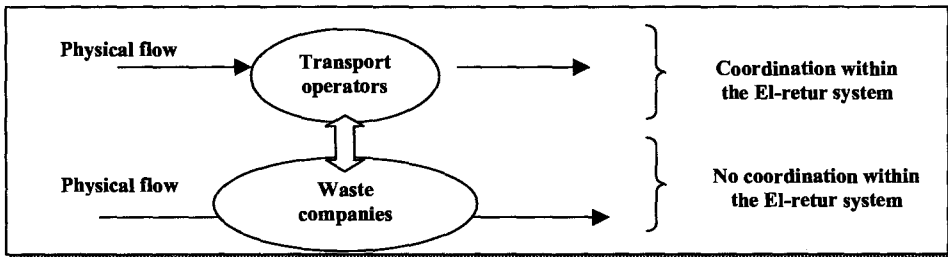 Physical flow
Transport
operators
Coordination within
the El-retur system
Physical flow
Waste
companies
No coordination within
the El-retur system